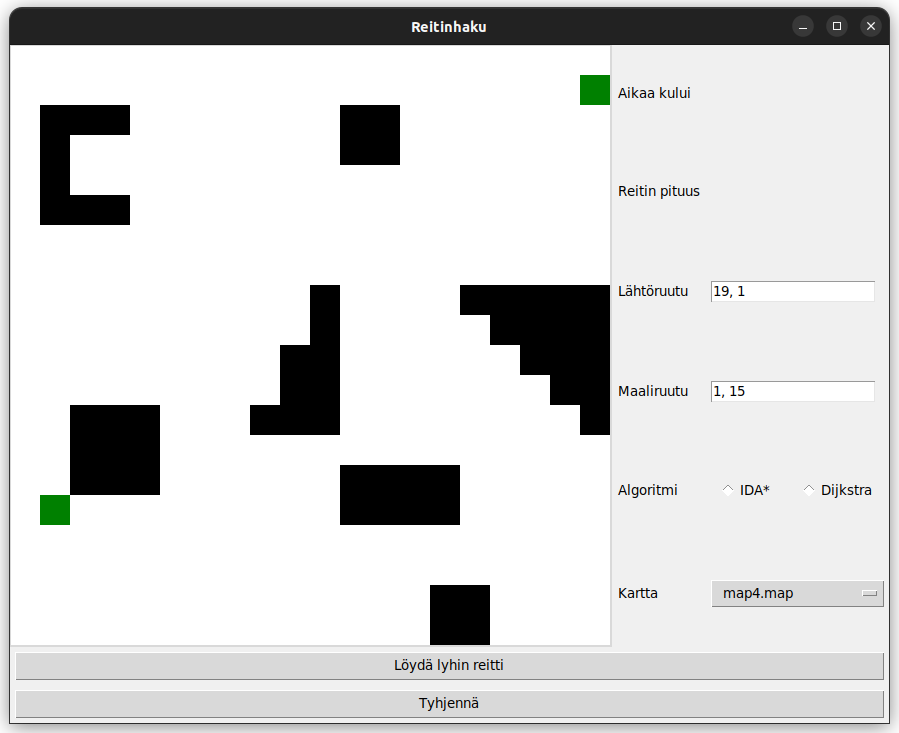 Reitinhaku
Aikaa kului
Reitin pituus
Lähtöruutu 19, 1
Maaliruutu 1, 15
Algoritmi IDA* Dijkstra
Kartta map4.map
Löydä lyhin reitti
Tyhjennä